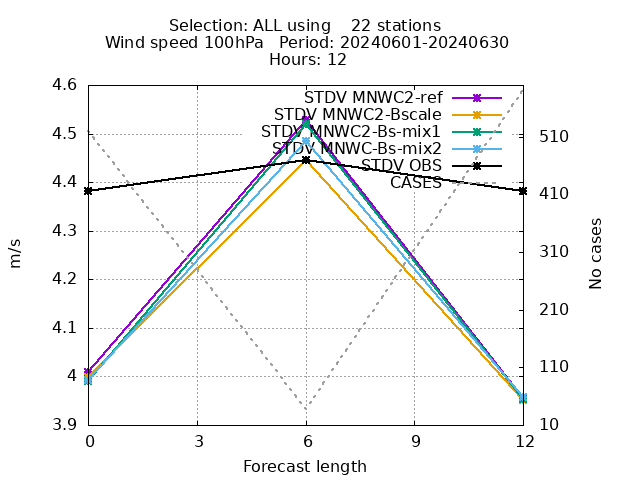 Selection: ALL using    22 stations
Wind speed 100hPa   Period: 20240601-20240630
Hours: 12
STDV MNWC2-ref
STDV MNWC2-Bscale
STDV MNWC2-Bs-mix1
STDV MNWC-Bs-mix2
STDV OBS
CASES
4.6
4.5
4.4
4.3
4.2
4.1
4
3.9
m/s
510
410
310
210
110
10
No cases
0
3
6
9
12
Forecast length